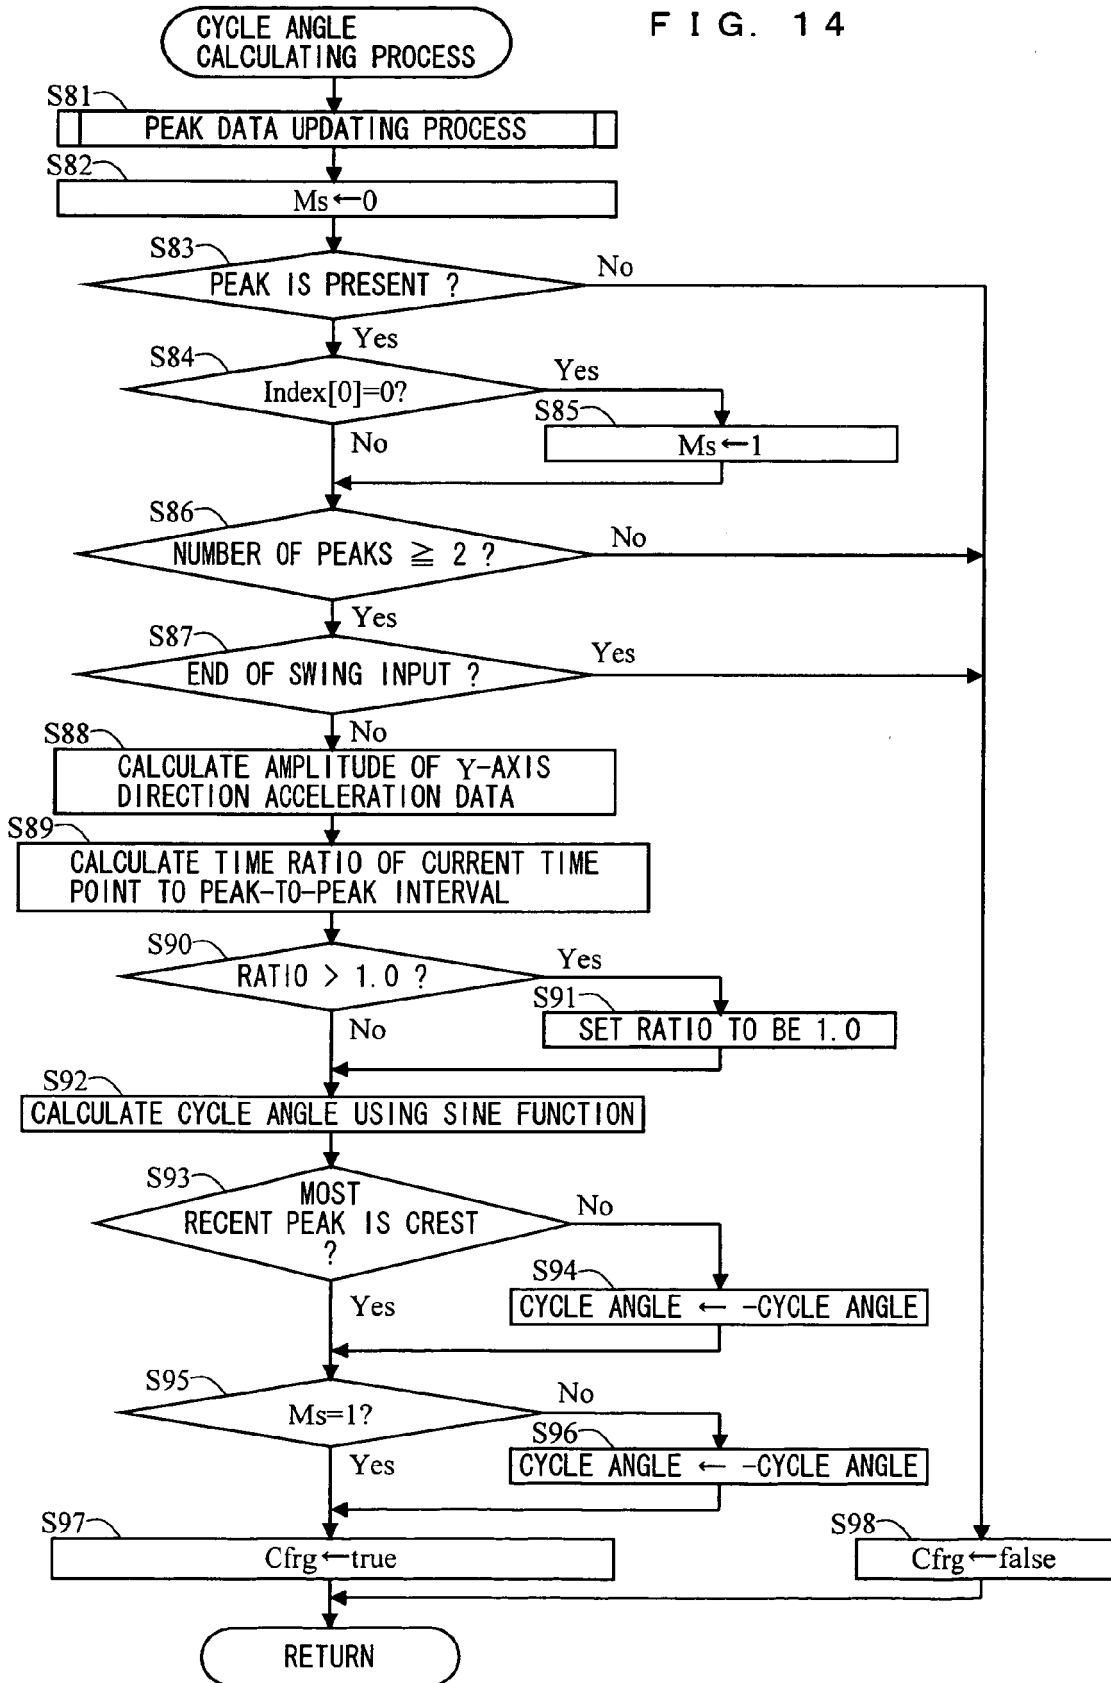 F I G. 14
CYCLE ANGLE
CALCULATING PROCESS
S81
PEAK DATA UPDATING PROCESS
S82
Ms←0
S83
PEAK IS PRESENT ?
No
Yes
S84
Index[0]=0?
Yes
No
S85
Ms←1
S86
NUMBER OF PEAKS ≧ 2 ?
No
Yes
S87
END OF SWING INPUT ?
Yes
No
S88
CALCULATE AMPLITUDE OF Y-AXIS
DIRECTION ACCELERATION DATA
S89
CALCULATE TIME RATIO OF CURRENT TIME
POINT TO PEAK-TO-PEAK INTERVAL
S90
RATIO > 1.0 ?
Yes
No
S91
SET RATIO TO BE 1.0
S92
CALCULATE CYCLE ANGLE USING SINE FUNCTION
S93
MOST
RECENT PEAK IS CREST
?
No
Yes
S94
CYCLE ANGLE ← -CYCLE ANGLE
S95
Ms=1?
No
Yes
S96
CYCLE ANGLE ← -CYCLE ANGLE
S97
Cfrg←true
S98
Cfrg←false
RETURN